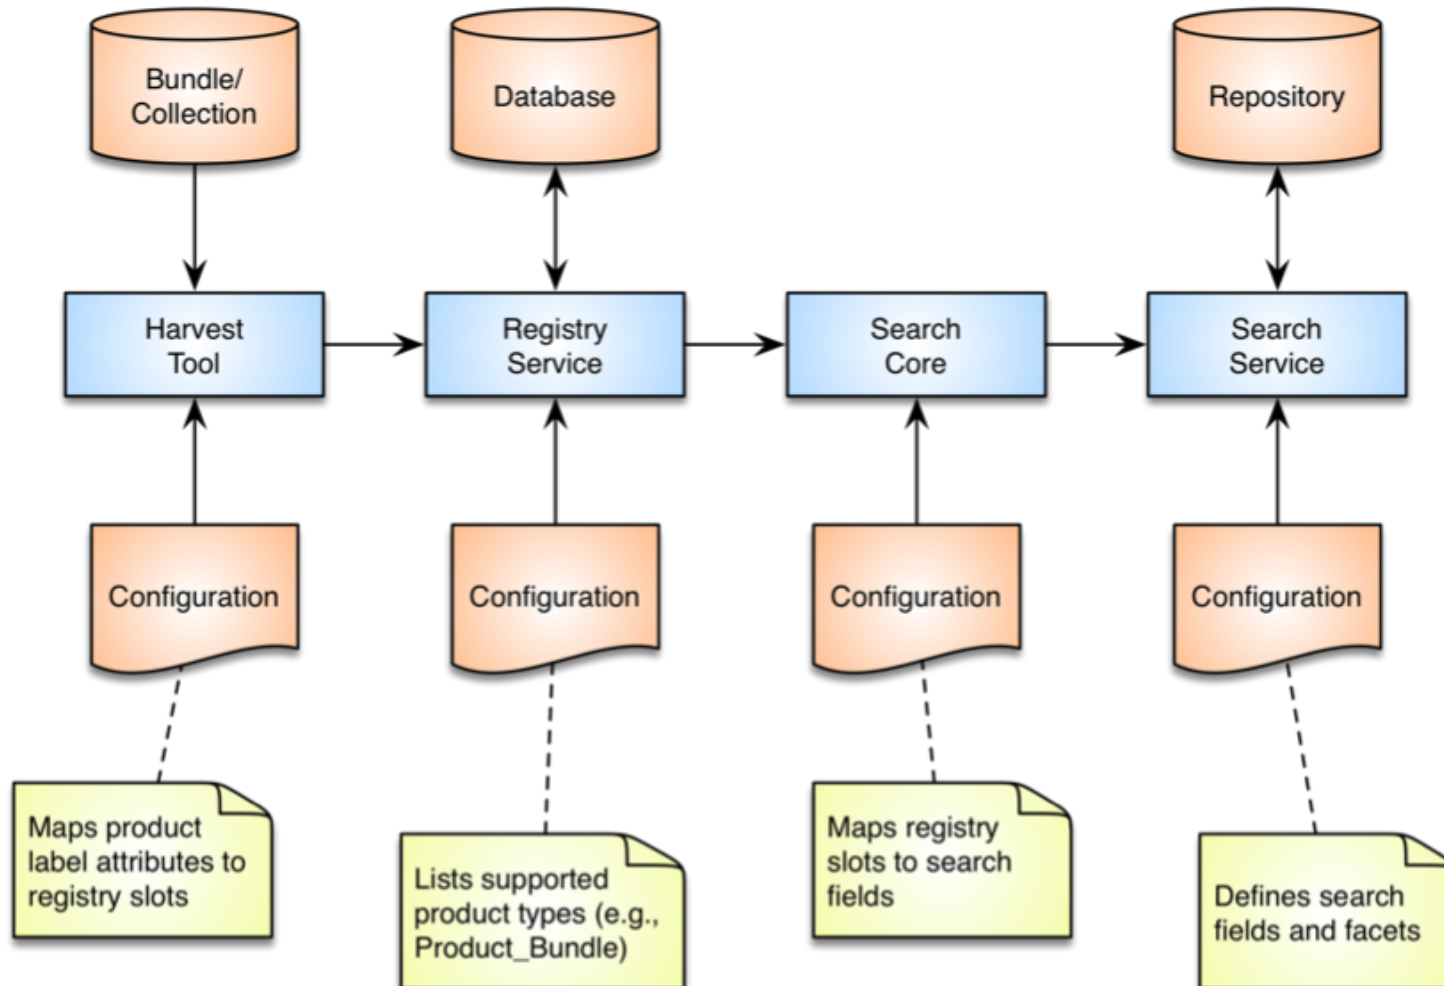 Bundle/
Collection
Database
Repository
Harvest
Tool
Registry
Service
Search
Core
Search
Service
Configuration
Configuration
Configuration
Configuration
Maps product
label attributes to
registry slots
Lists supported
product types (e.g.,
Product_Bundle)
Maps registry
slots to search
fields
Defines search
fields and facets